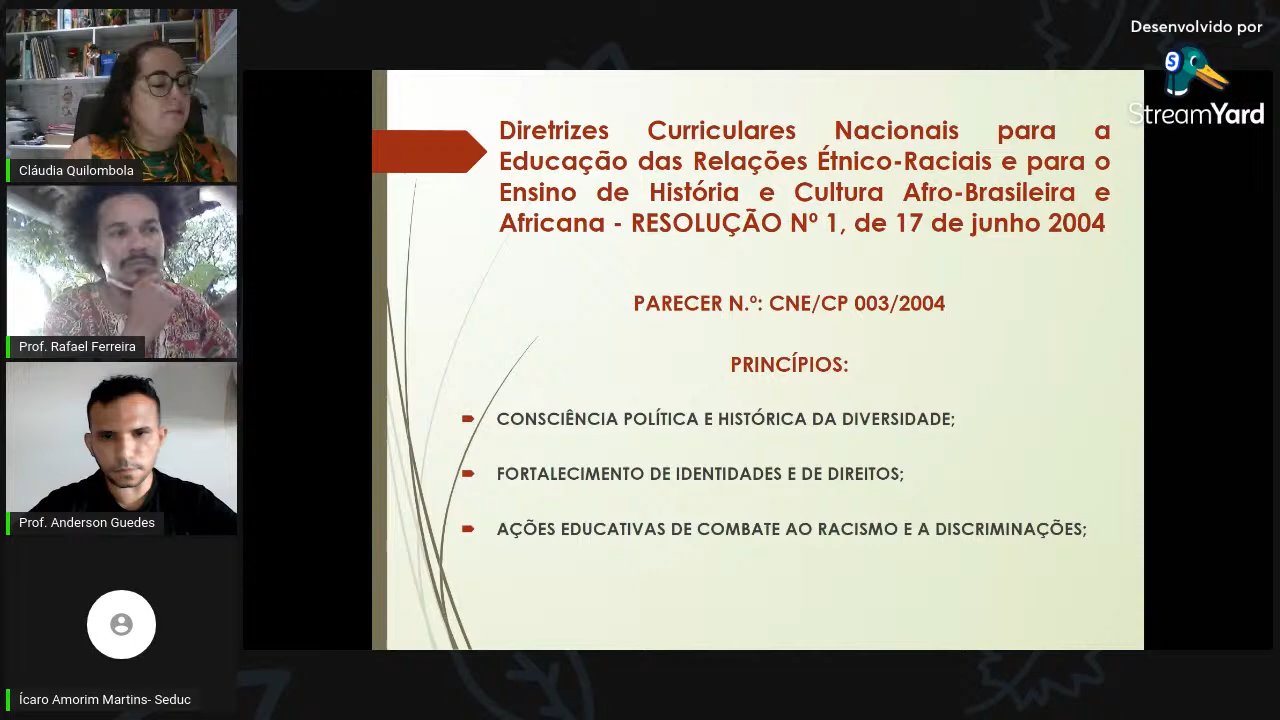 Desenvolvido por
StreamYard
Cláudia Quilombola
Prof. Rafael Ferreira
Prof. Anderson Guedes
Ícaro Amorim Martins- Seduc
Diretrizes Curriculares Nacionais para a
Educação das Relações Étnico-Raciais e para o
Ensino de História e Cultura Afro-Brasileira e
Africana - RESOLUÇÃO Nº 1, de 17 de junho 2004
PARECER N.º: CNE/CP 003/2004
PRINCÍPIOS:
CONSCIÊNCIA POLÍTICA E HISTÓRICA DA DIVERSIDADE;
FORTALECIMENTO DE IDENTIDADES E DE DIREITOS;
AÇÕES EDUCATIVAS DE COMBATE AO RACISMO E A DISCRIMINAÇÕES;